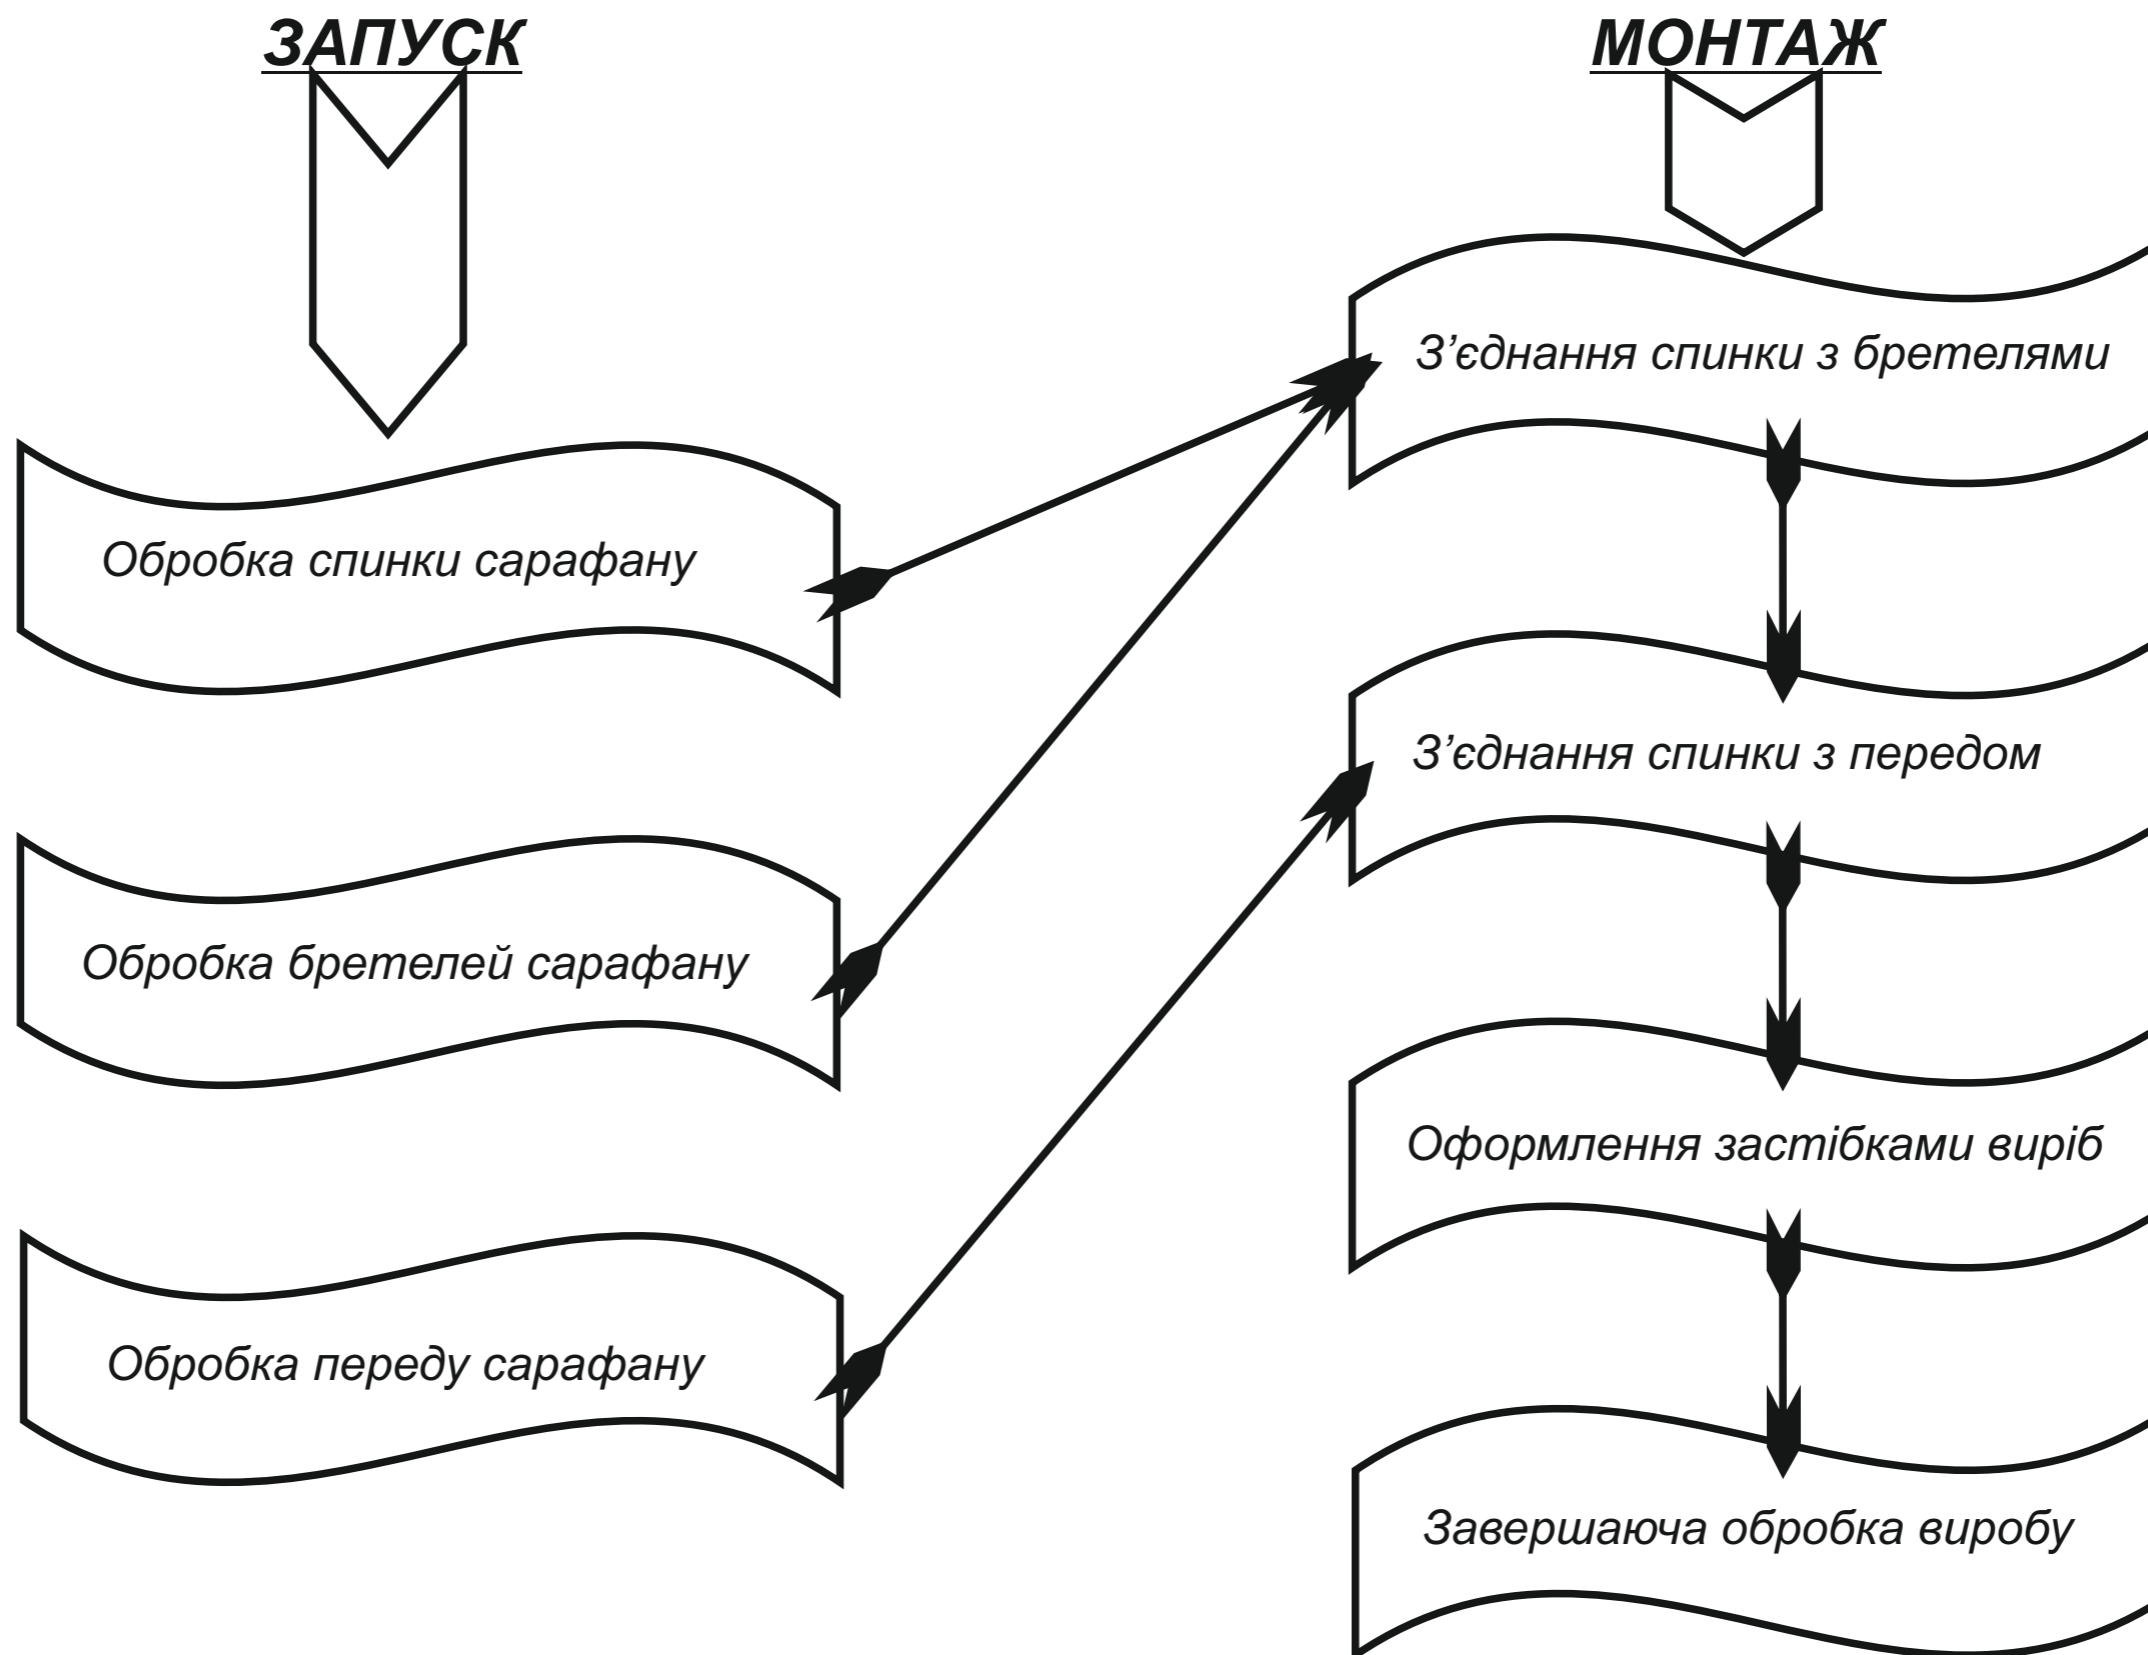 ЗАПУСК
Обробка спинки сарафану
Обробка бретелей сарафану
Обробка переду сарафану
МОНТАЖ
З’єднання спинки з бретелями
З’єднання спинки з передом
Оформлення застібками виріб
Завершаюча обробка виробу